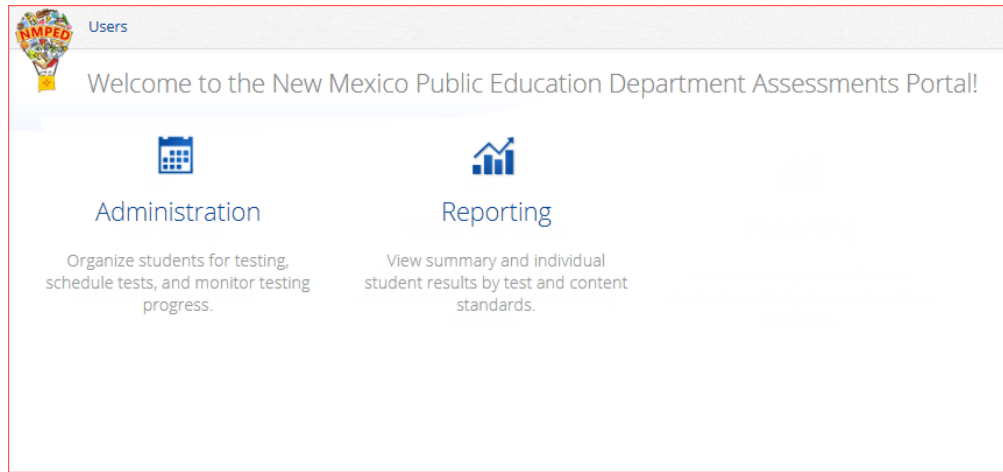 NMPED
Users
Welcome to the New Mexico Public Education Department Assessments Portal!
Administration
Organize students for testing,
schedule tests, and monitor testing
progress.
Reporting
View summary and individual
student results by test and content
standards.